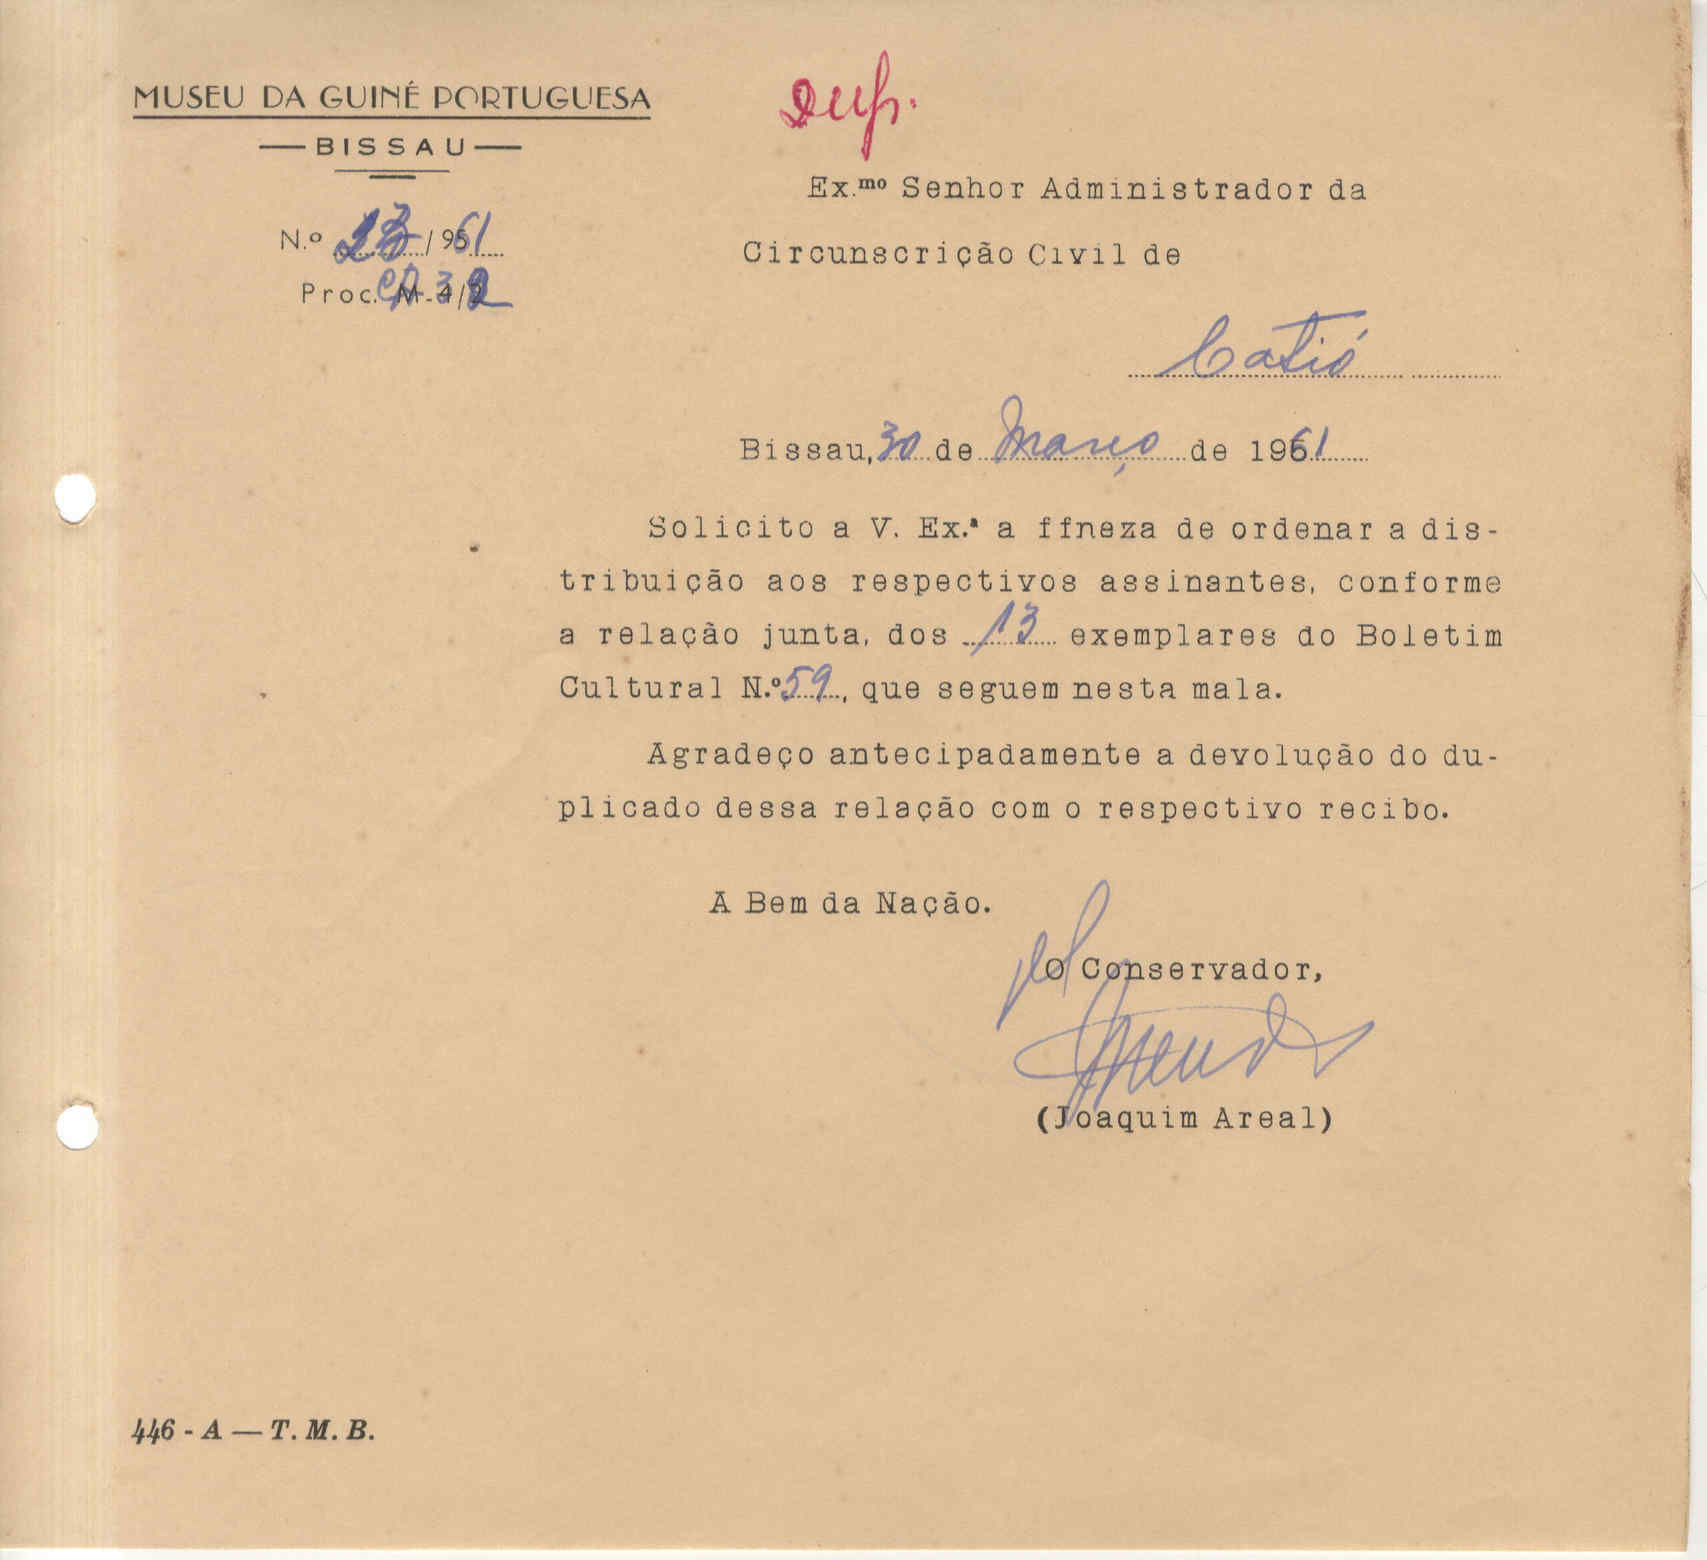 MUSEU DA GUINÉ PORTUGUESA
— BISSAU —
N.º 23/961
Proc.
Ex.mo Senhor Administrador da
Circunscrição Civil de
Catió
Bissau, 30 de Março de 1961
Solicito a V. Ex.ª a ffneza de ordenar a dis-
tribuição aos respectivos assinantes, conforme
a relação junta, dos 13 exemplares do Boletim
Cultural N.º 59, que seguem nesta mala.
Agradeço antecipadamente a devolução do du-
plicado dessa relação com o respectivo recibo.
A Bem da Nação.
O Conservador,
(Joaquim Areal)
446 - A — T. M. B.